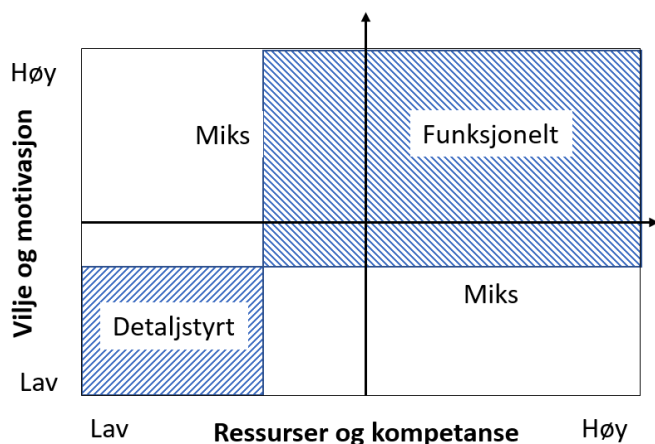 Høy
Miks
Funksjonelt
Vilje og motivasjon
Miks
Detaljstyrt
Lav
Lav
Ressurser og kompetanse
Høy